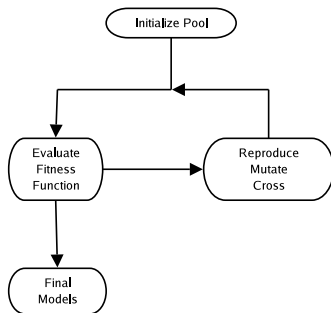 Initialize Pool
Evaluate
Fitness
Function
Reproduce
Mutate
Cross
Final
Models